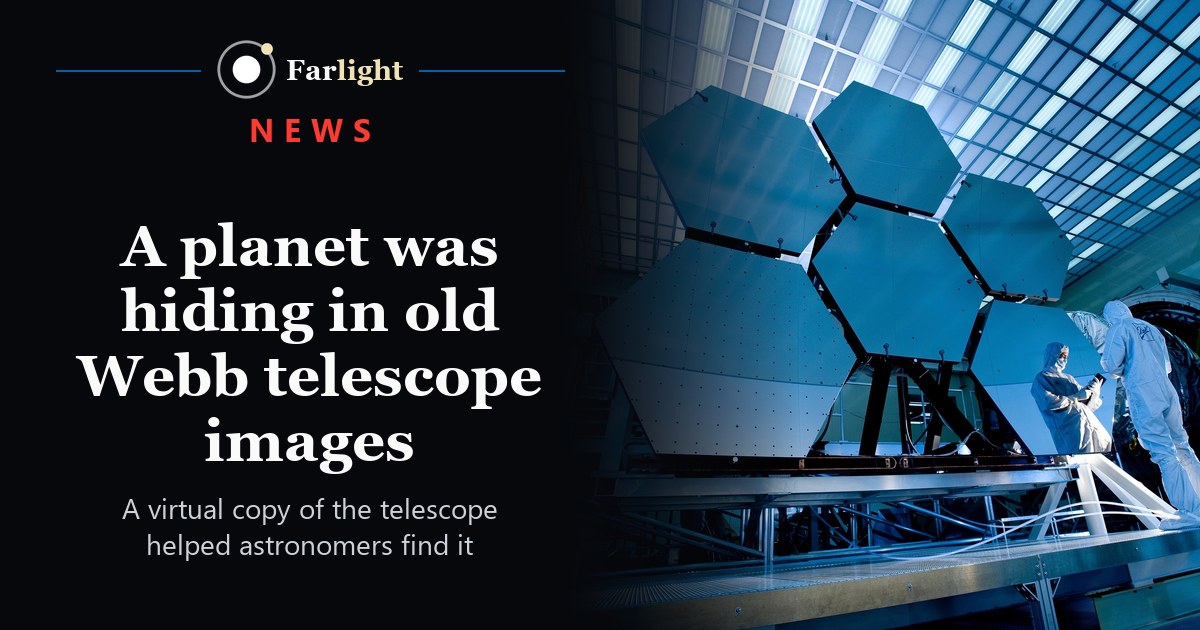 Farlight
NEWS
A planet was
hiding in old
Webb telescope
images
A virtual copy of the telescope
helped astronomers find it